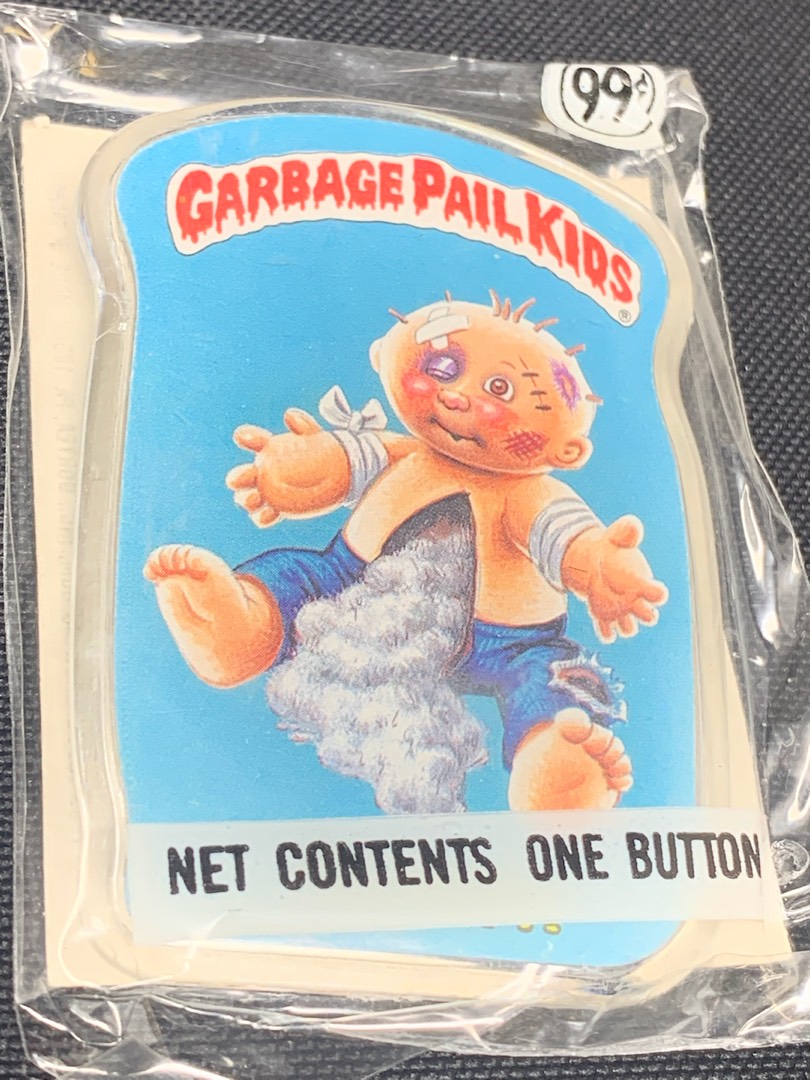 99¢
GARBAGE PAIL KIDS
®
NET CONTENTS ONE BUTTON